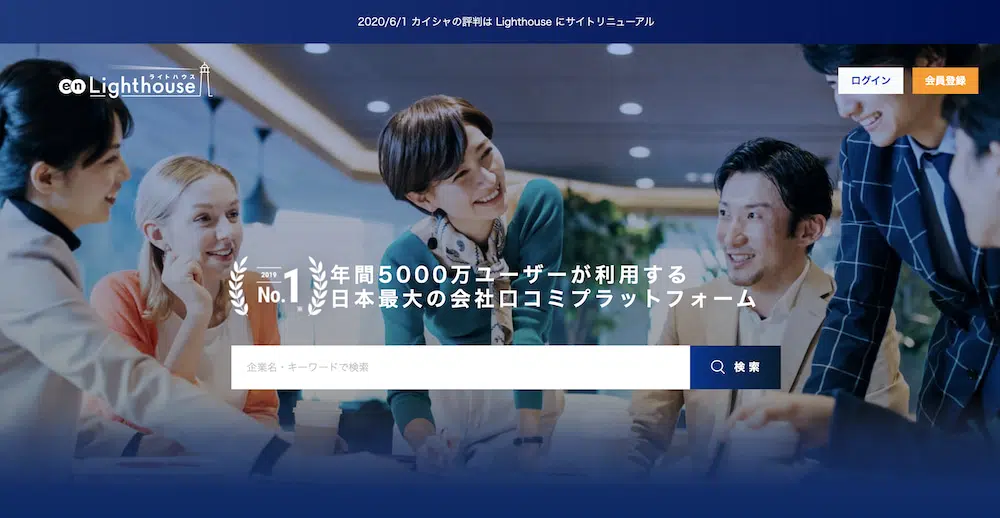 2020/6/1 カイシャの評判は Lighthouse にサイトリニューアル
ライトハウス
en Lighthouse
ログイン
会員登録
2019
No.1
※
年間5000万ユーザーが利用する
日本最大の会社口コミプラットフォーム
企業名・キーワードで検索
検索